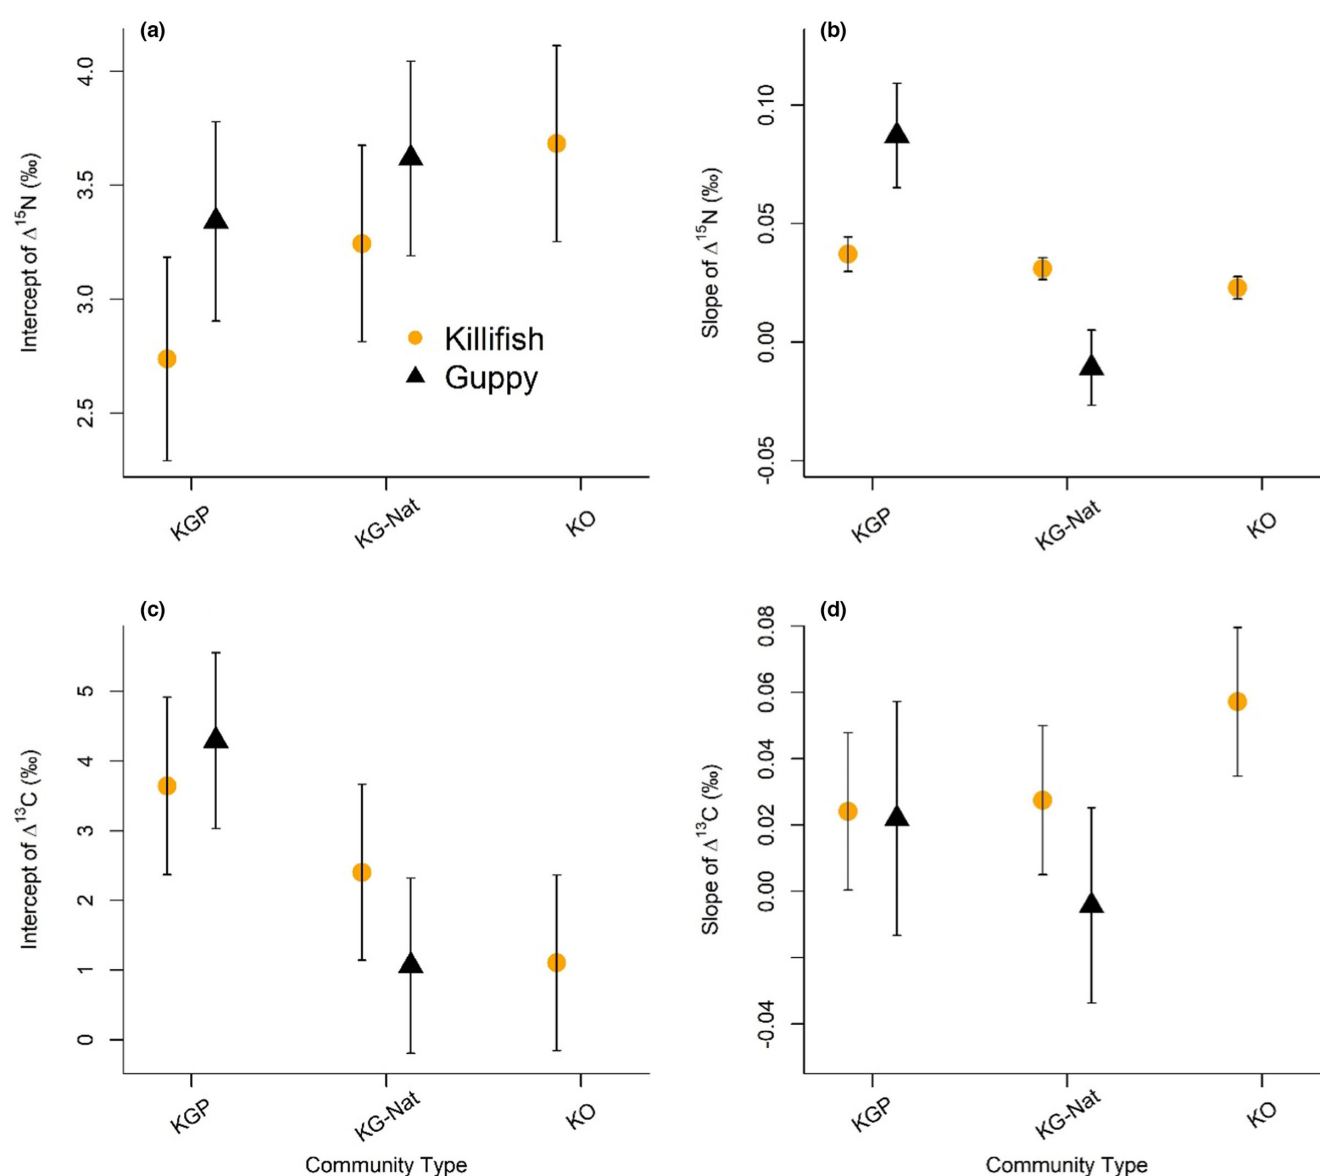 (a)
Intercept of Δ¹⁵N (‰)
4.0
3.5
3.0
2.5
Killifish
Guppy
KGP
KG-Nat
KO
(b)
Slope of Δ¹⁵N (‰)
0.10
0.05
0.00
-0.05
KGP
KG-Nat
KO
(c)
Intercept of Δ¹³C (‰)
5
4
3
2
1
0
KGP
KG-Nat
KO
Community Type
(d)
Slope of Δ¹³C (‰)
0.08
0.06
0.04
0.02
0.00
-0.04
KGP
KG-Nat
KO
Community Type